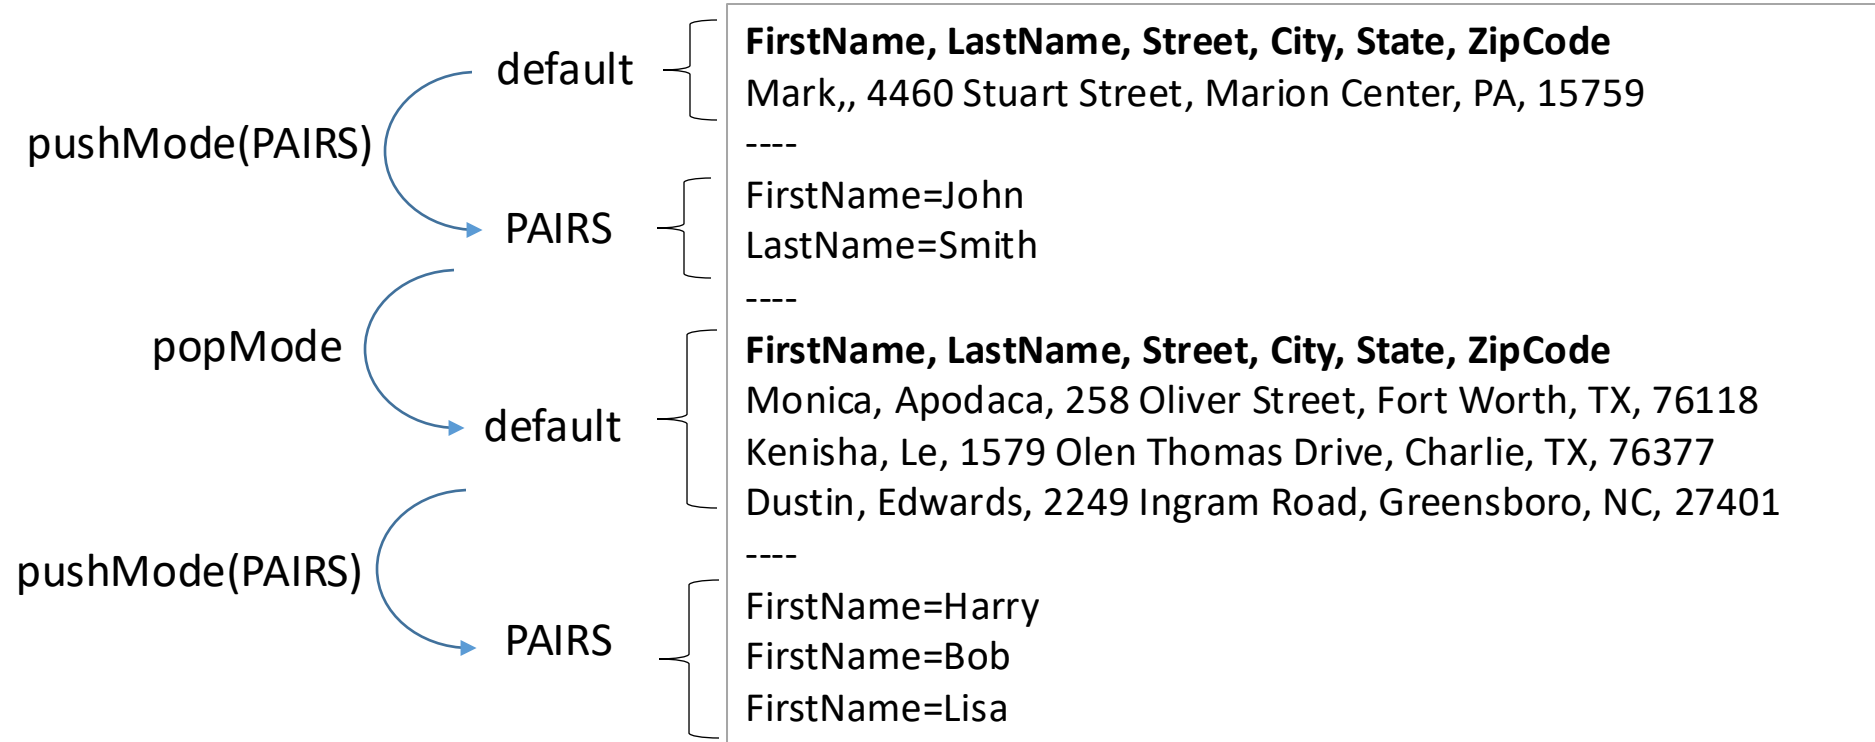 default
FirstName, LastName, Street, City, State, ZipCode
Mark,, 4460 Stuart Street, Marion Center, PA, 15759
pushMode(PAIRS)
----
PAIRS
FirstName=John
LastName=Smith
----
popMode
default
FirstName, LastName, Street, City, State, ZipCode
Monica, Apodaca, 258 Oliver Street, Fort Worth, TX, 76118
Kenisha, Le, 1579 Olen Thomas Drive, Charlie, TX, 76377
Dustin, Edwards, 2249 Ingram Road, Greensboro, NC, 27401
pushMode(PAIRS)
----
PAIRS
FirstName=Harry
FirstName=Bob
FirstName=Lisa